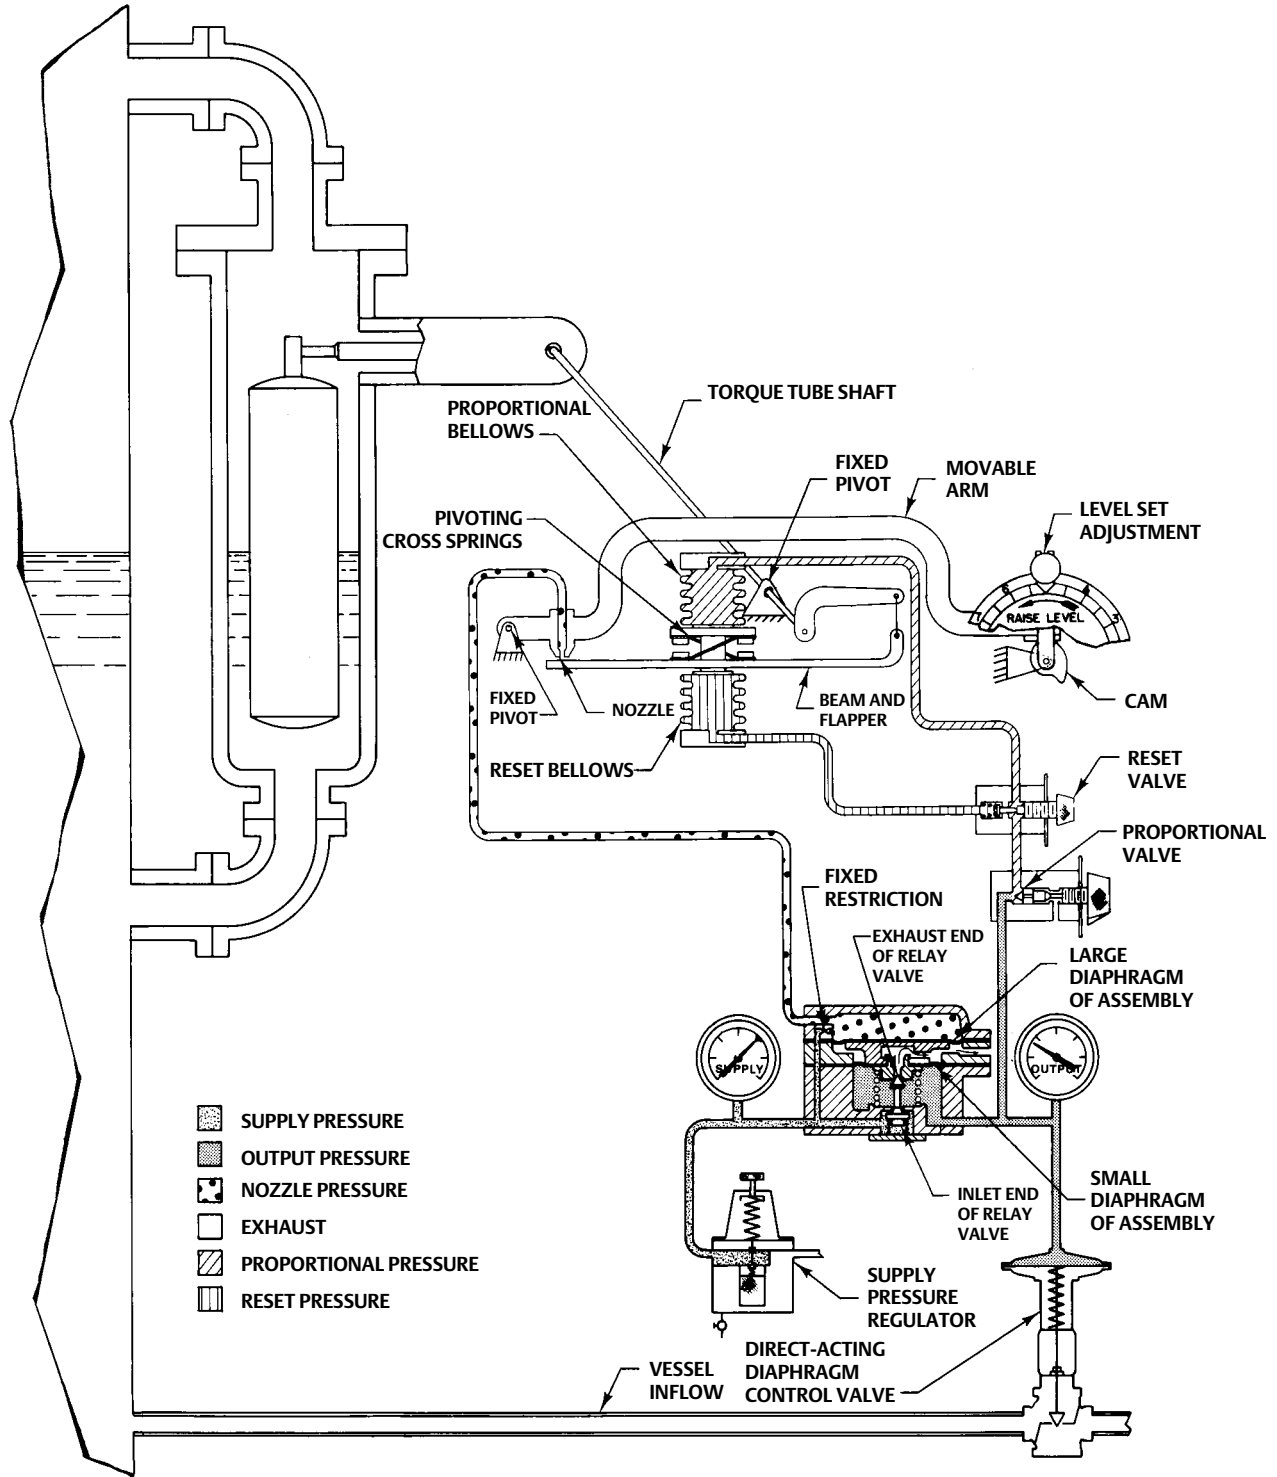 TORQUE TUBE SHAFT
PROPORTIONAL
BELLOWS
FIXED
PIVOT
MOVABLE
ARM
LEVEL SET
ADJUSTMENT
PIVOTING
CROSS SPRINGS
6
4
3
RAISE LEVEL
FIXED
PIVOT
NOZZLE
BEAM AND
FLAPPER
CAM
RESET BELLOWS
RESET
VALVE
PROPORTIONAL
VALVE
FIXED
RESTRICTION
EXHAUST END
OF RELAY
VALVE
LARGE
DIAPHRAGM
OF ASSEMBLY
SUPPLY
OUTPUT
SUPPLY PRESSURE
OUTPUT PRESSURE
NOZZLE PRESSURE
EXHAUST
PROPORTIONAL PRESSURE
RESET PRESSURE
INLET END
OF RELAY
VALVE
SMALL
DIAPHRAGM
OF ASSEMBLY
SUPPLY
PRESSURE
REGULATOR
DIRECT-ACTING
DIAPHRAGM
CONTROL VALVE
VESSEL
INFLOW